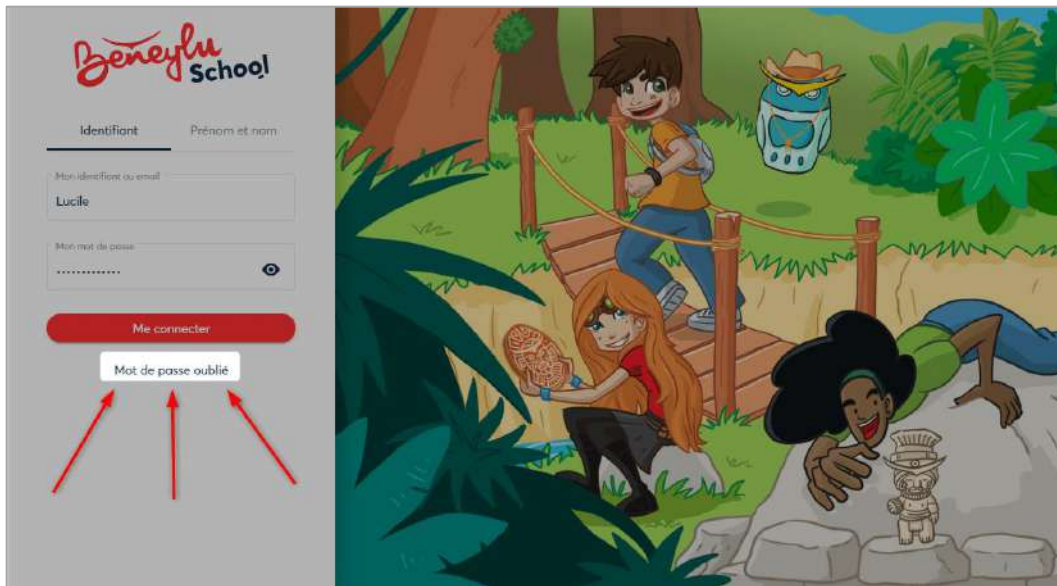 Beneylu
School
Identifiant
Prénom et nom
Mon identifiant ou email
Lucile
Mon mot de passe
.............
Me connecter
Mot de passe oublié